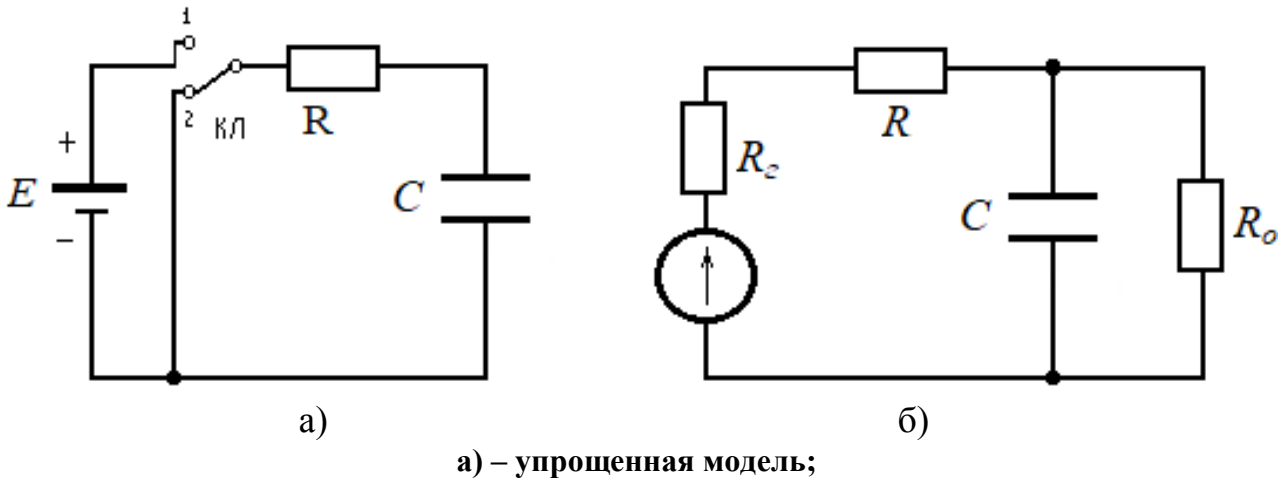 1
2
КЛ
R
+
E
–
C
R
Rг
C
Rо
а)
б)
а) – упрощенная модель;